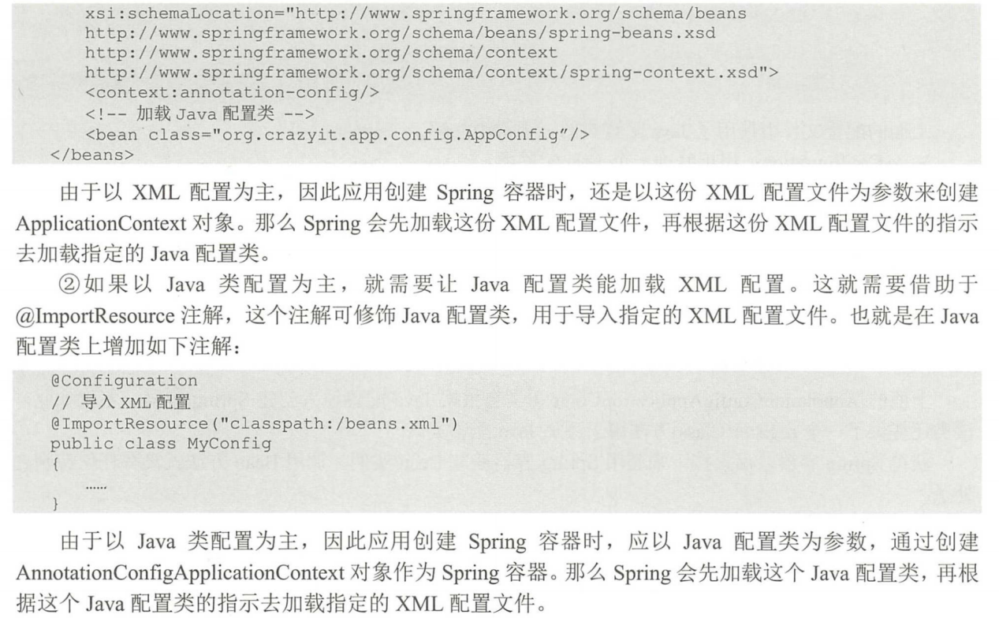 xsi:schemaLocation="http://www.springframework.org/schema/beans
http://www.springframework.org/schema/beans/spring-beans.xsd
http://www.springframework.org/schema/context
http://www.springframework.org/schema/context/spring-context.xsd">
<context:annotation-config/>
<!-- 加载 Java 配置类 -->
<bean class="org.crazyit.app.config.AppConfig"/>
</beans>
由于以 XML 配置为主，因此应用创建 Spring 容器时，还是以这份 XML 配置文件为参数来创建
ApplicationContext 对象。那么 Spring 会先加载这份 XML 配置文件，再根据这份 XML 配置文件的指示
去加载指定的 Java 配置类。
②如果以 Java 类配置为主，就需要让 Java 配置类能加载 XML 配置。这就需要借助于
@ImportResource 注解，这个注解可修饰 Java 配置类，用于导入指定的 XML 配置文件。也就是在 Java
配置类上增加如下注解：
@Configuration
// 导入 XML 配置
@ImportResource("classpath:/beans.xml")
public class MyConfig
{
......
}
由于以 Java 类配置为主，因此应用创建 Spring 容器时，应以 Java 配置类为参数，通过创建
AnnotationConfigApplicationContext 对象作为 Spring 容器。那么 Spring 会先加载这个 Java 配置类，再根
据这个 Java 配置类的指示去加载指定的 XML 配置文件。